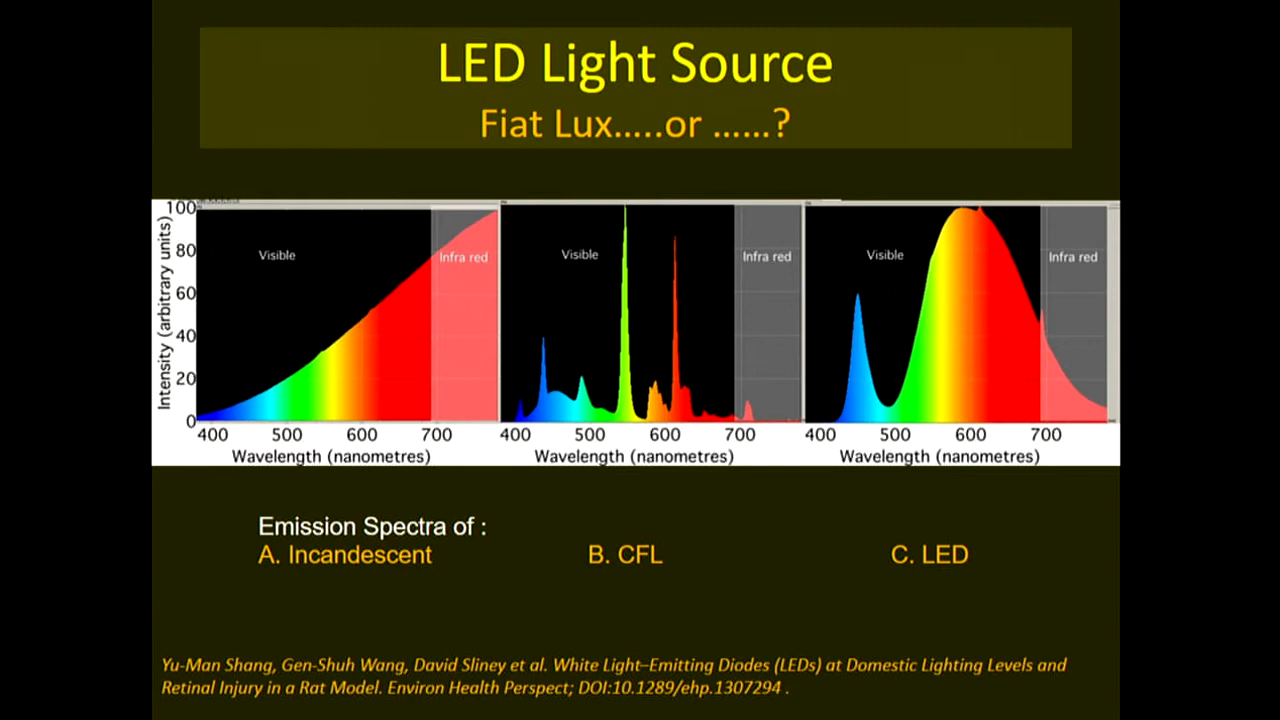 LED Light Source
Fiat Lux.....or ......?
100
80
60
40
20
0
Intensity (arbitrary units)
Visible
Infra red
400 500 600 700
Wavelength (nanometres)
Visible
Infra red
400 500 600 700
Wavelength (nanometres)
Visible
Infra red
400 500 600 700
Wavelength (nanometres)
Emission Spectra of :
A. Incandescent B. CFL C. LED
Yu-Man Shang, Gen-Shuh Wang, David Sliney et al. White Light–Emitting Diodes (LEDs) at Domestic Lighting Levels and
Retinal Injury in a Rat Model. Environ Health Perspect; DOI:10.1289/ehp.1307294 .